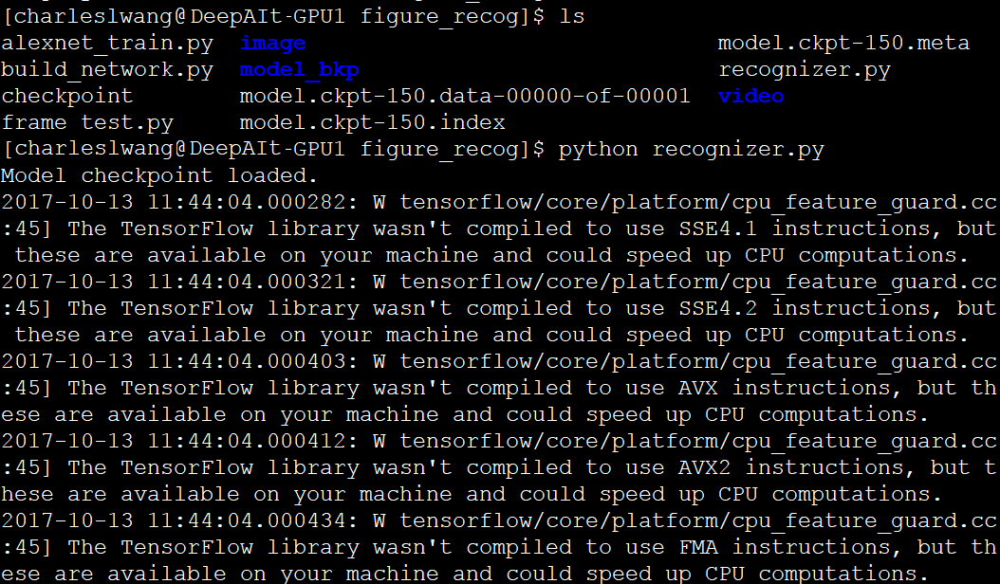 [charleslwang@DeepAIt-GPU1 figure_recog]$ ls
alexnet_train.py  image                               model.ckpt-150.meta
build_network.py  model_bkp                           recognizer.py
checkpoint        model.ckpt-150.data-00000-of-00001  video
frame test.py     model.ckpt-150.index
[charleslwang@DeepAIt-GPU1 figure_recog]$ python recognizer.py
Model checkpoint loaded.
2017-10-13 11:44:04.000282: W tensorflow/core/platform/cpu_feature_guard.cc
:45] The TensorFlow library wasn't compiled to use SSE4.1 instructions, but
 these are available on your machine and could speed up CPU computations.
2017-10-13 11:44:04.000321: W tensorflow/core/platform/cpu_feature_guard.cc
:45] The TensorFlow library wasn't compiled to use SSE4.2 instructions, but
 these are available on your machine and could speed up CPU computations.
2017-10-13 11:44:04.000403: W tensorflow/core/platform/cpu_feature_guard.cc
:45] The TensorFlow library wasn't compiled to use AVX instructions, but th
ese are available on your machine and could speed up CPU computations.
2017-10-13 11:44:04.000412: W tensorflow/core/platform/cpu_feature_guard.cc
:45] The TensorFlow library wasn't compiled to use AVX2 instructions, but t
hese are available on your machine and could speed up CPU computations.
2017-10-13 11:44:04.000434: W tensorflow/core/platform/cpu_feature_guard.cc
:45] The TensorFlow library wasn't compiled to use FMA instructions, but th
ese are available on your machine and could speed up CPU computations.